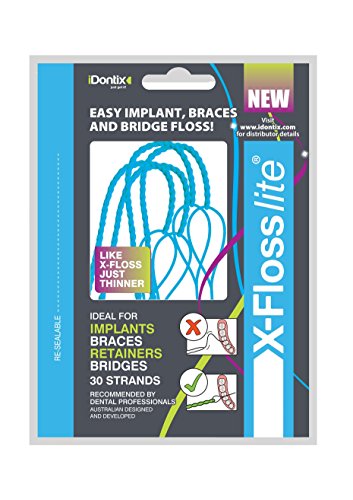 iDontix
just got it!
EASY IMPLANT, BRACES
AND BRIDGE FLOSS!
NEW
Visit
www.idontix.com
for distributor details
LIKE
X-FLOSS
JUST
THINNER
X-Floss lite®
RE-SEALABLE
IDEAL FOR
IMPLANTS
BRACES
RETAINERS
BRIDGES
30 STRANDS
RECOMMENDED BY
DENTAL PROFESSIONALS
AUSTRALIAN DESIGNED
AND DEVELOPED